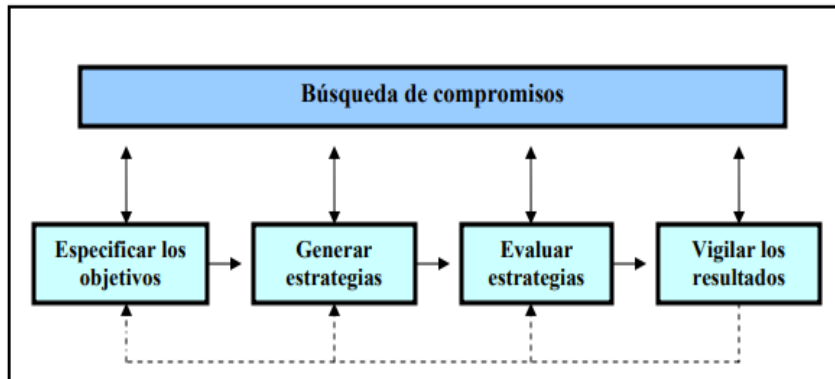 Búsqueda de compromisos
Especificar los
objetivos
Generar
estrategias
Evaluar
estrategias
Vigilar los
resultados